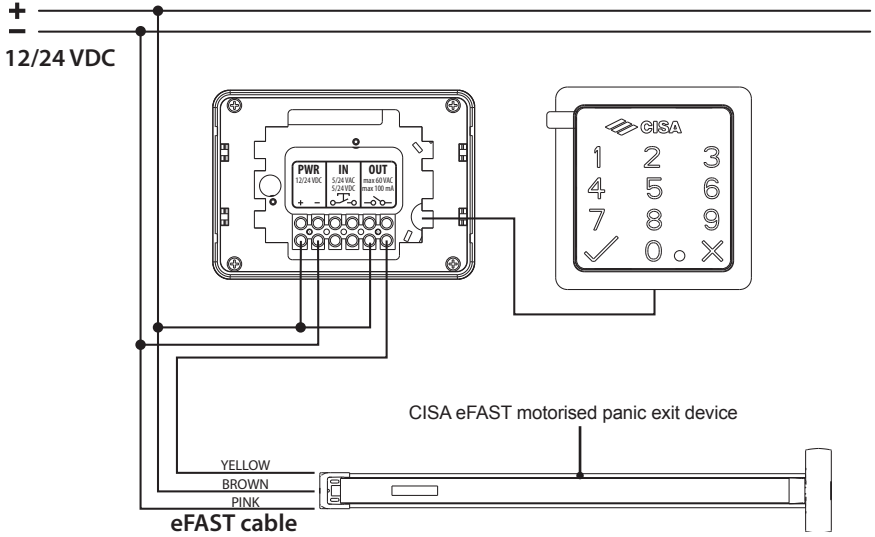 +
−
12/24 VDC
PWR IN OUT
12/24 VDC 5/24 VAC max 60 VAC
5/24 VDC max 100 mA
+ −
CISA
1 2 3
4 5 6
7 8 9
0
CISA eFAST motorised panic exit device
YELLOW
BROWN
PINK
eFAST cable